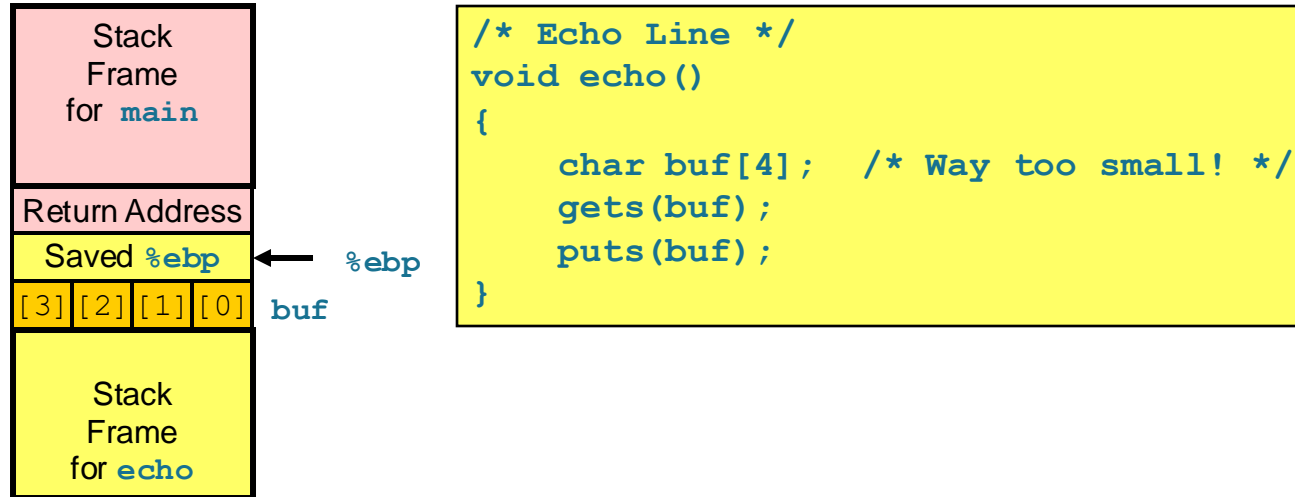 Stack
Frame
for main
Return Address
Saved %ebp
%ebp
[3] [2] [1] [0]
buf
Stack
Frame
for echo
/* Echo Line */
void echo()
{
    char buf[4];  /* Way too small! */
    gets(buf);
    puts(buf);
}